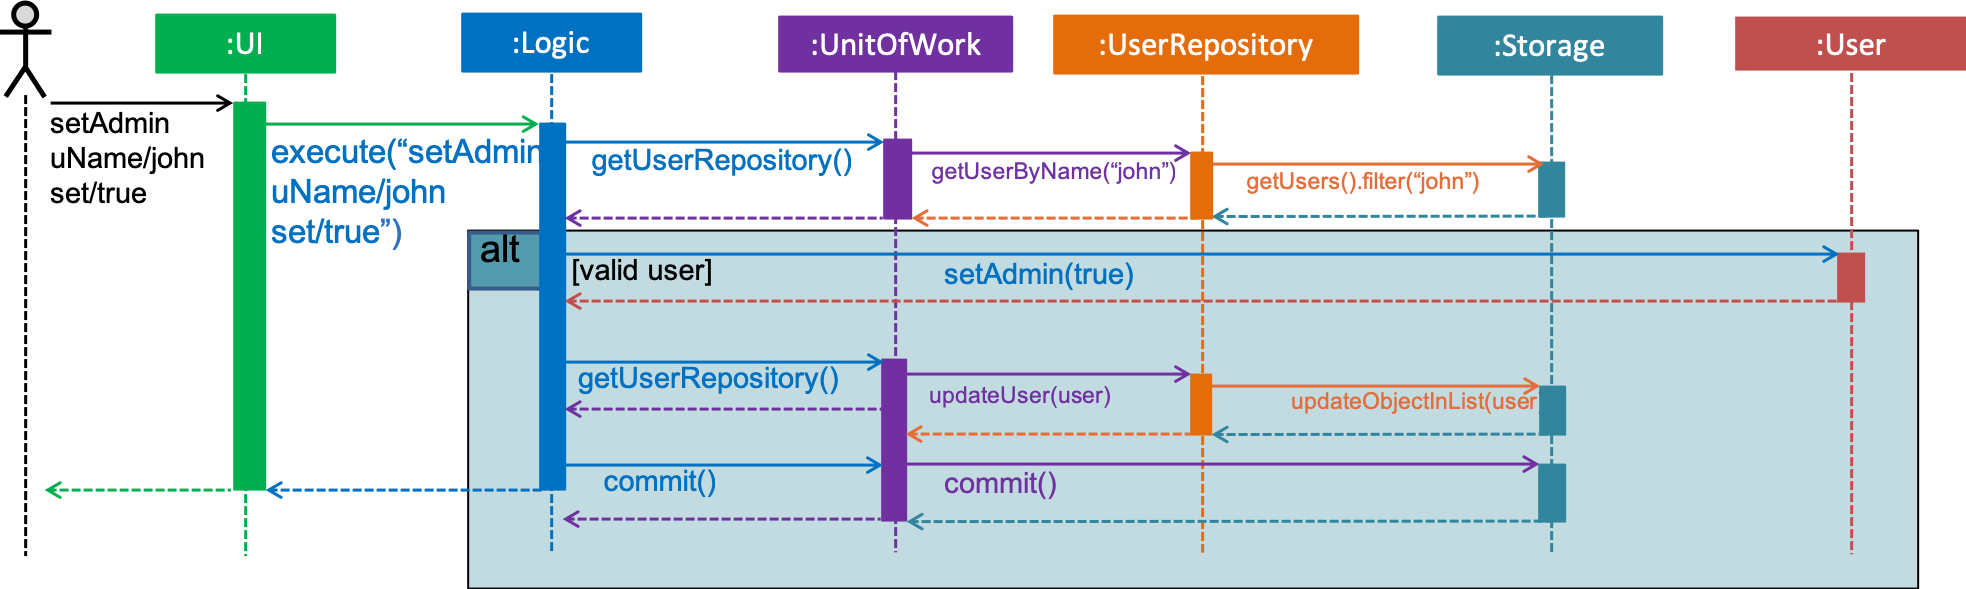 :UI
:Logic
:UnitOfWork
:UserRepository
:Storage
:User
setAdmin
uName/john
set/true
execute(“setAdmin
uName/john
set/true”)
getUserRepository()
getUserByName(“john”)
getUsers().filter(“john”)
alt
[valid user]
setAdmin(true)
getUserRepository()
updateUser(user)
updateObjectInList(user
commit()
commit()